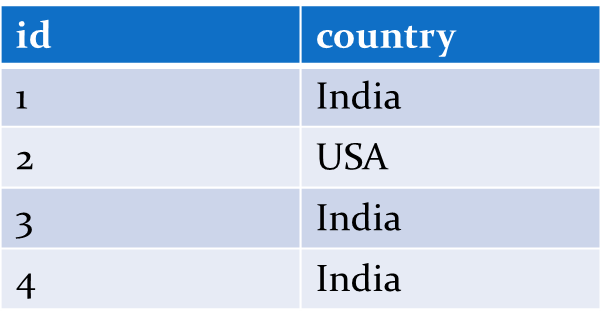 id country
1 India
2 USA
3 India
4 India